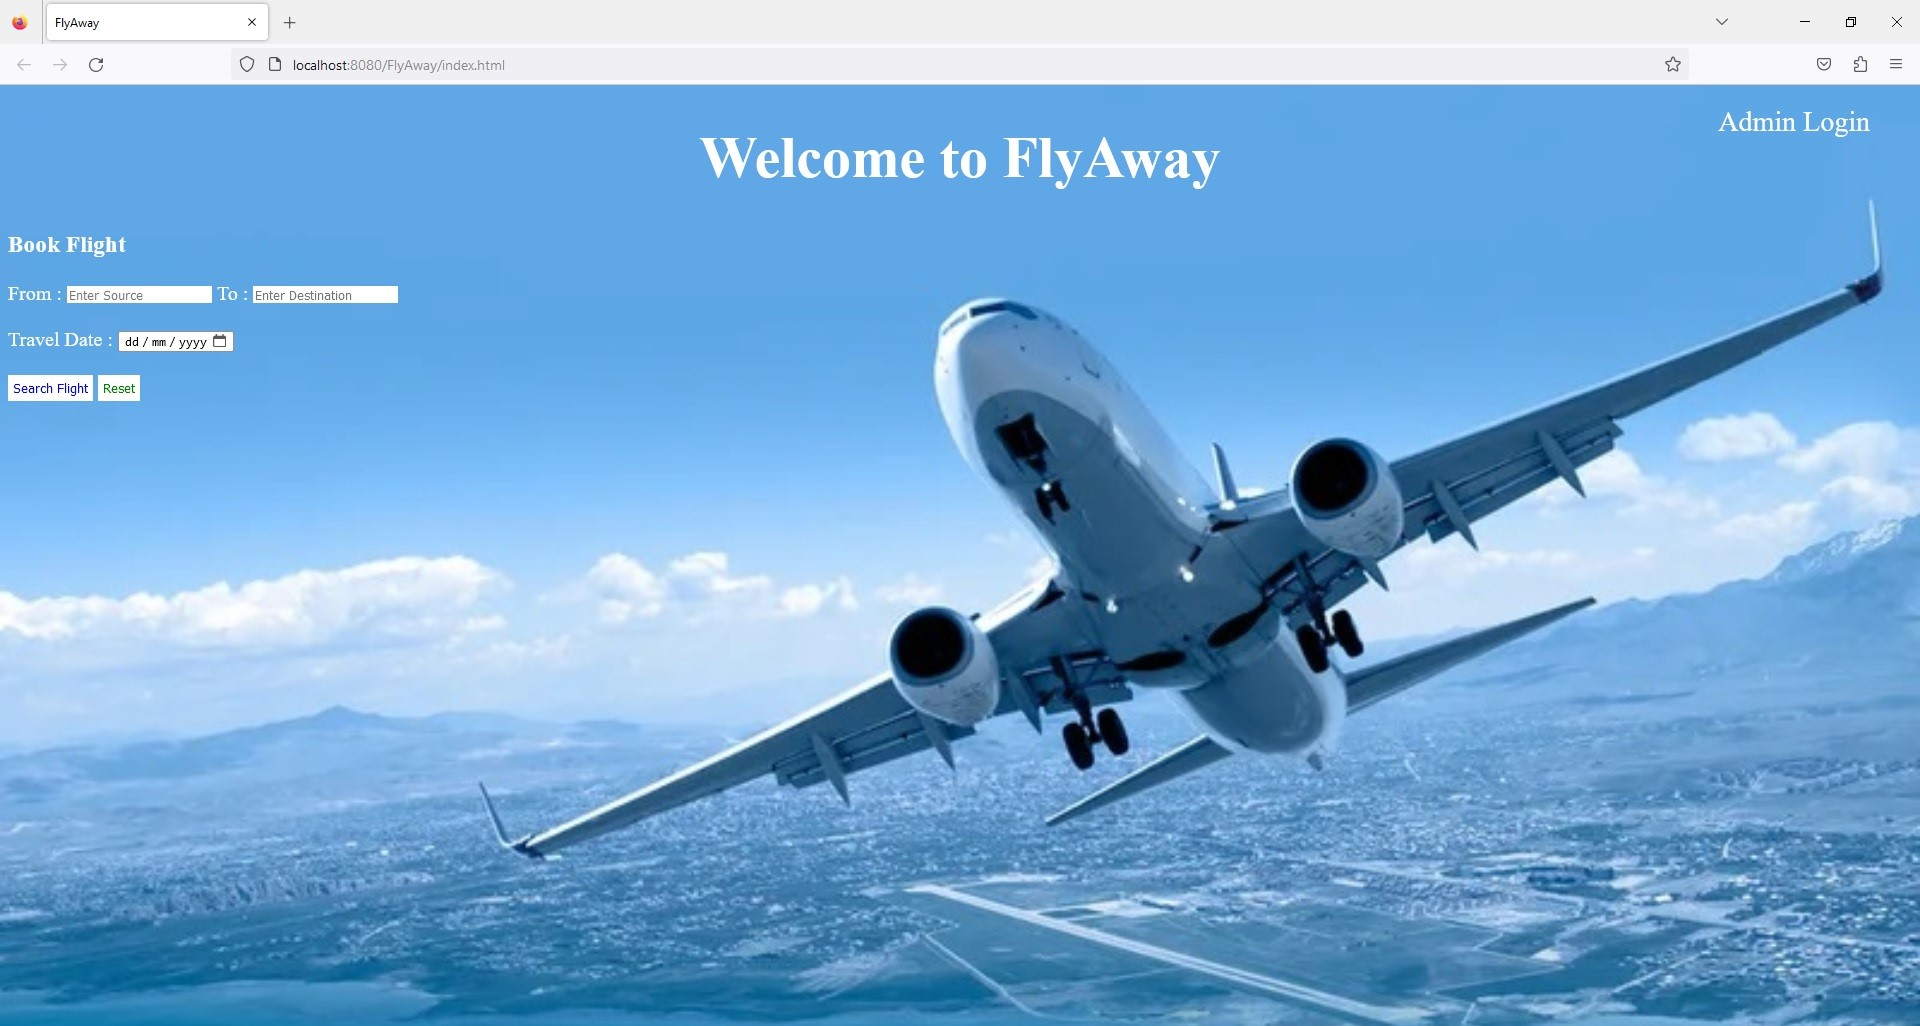 FlyAway
localhost:8080/FlyAway/index.html
Admin Login
Welcome to FlyAway
Book Flight
From : Enter Source To : Enter Destination
Travel Date : dd / mm / yyyy
Search Flight Reset